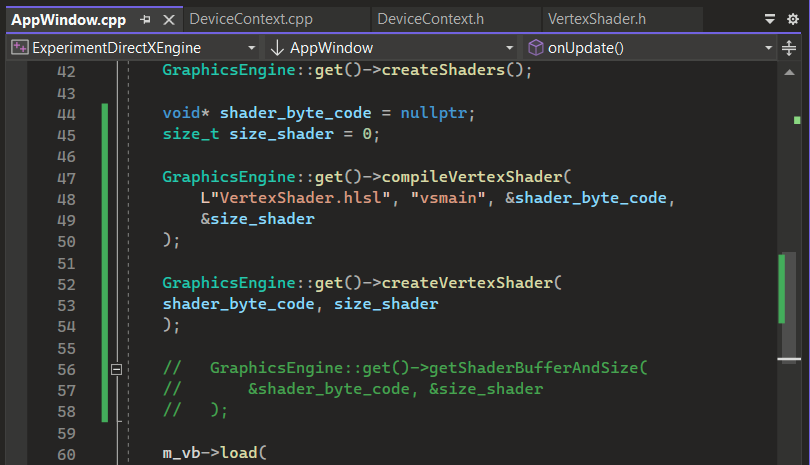 AppWindow.cpp DeviceContext.cpp DeviceContext.h VertexShader.h
ExperimentDirectXEngine AppWindow onUpdate()
42 GraphicsEngine::get()->createShaders();
43
44 void* shader_byte_code = nullptr;
45 size_t size_shader = 0;
46
47 GraphicsEngine::get()->compileVertexShader(
48 L"VertexShader.hlsl", "vsmain", &shader_byte_code,
49 &size_shader
50 );
51
52 GraphicsEngine::get()->createVertexShader(
53 shader_byte_code, size_shader
54 );
55
56 // GraphicsEngine::get()->getShaderBufferAndSize(
57 // &shader_byte_code, &size_shader
58 // );
59
60 m_vb->load(